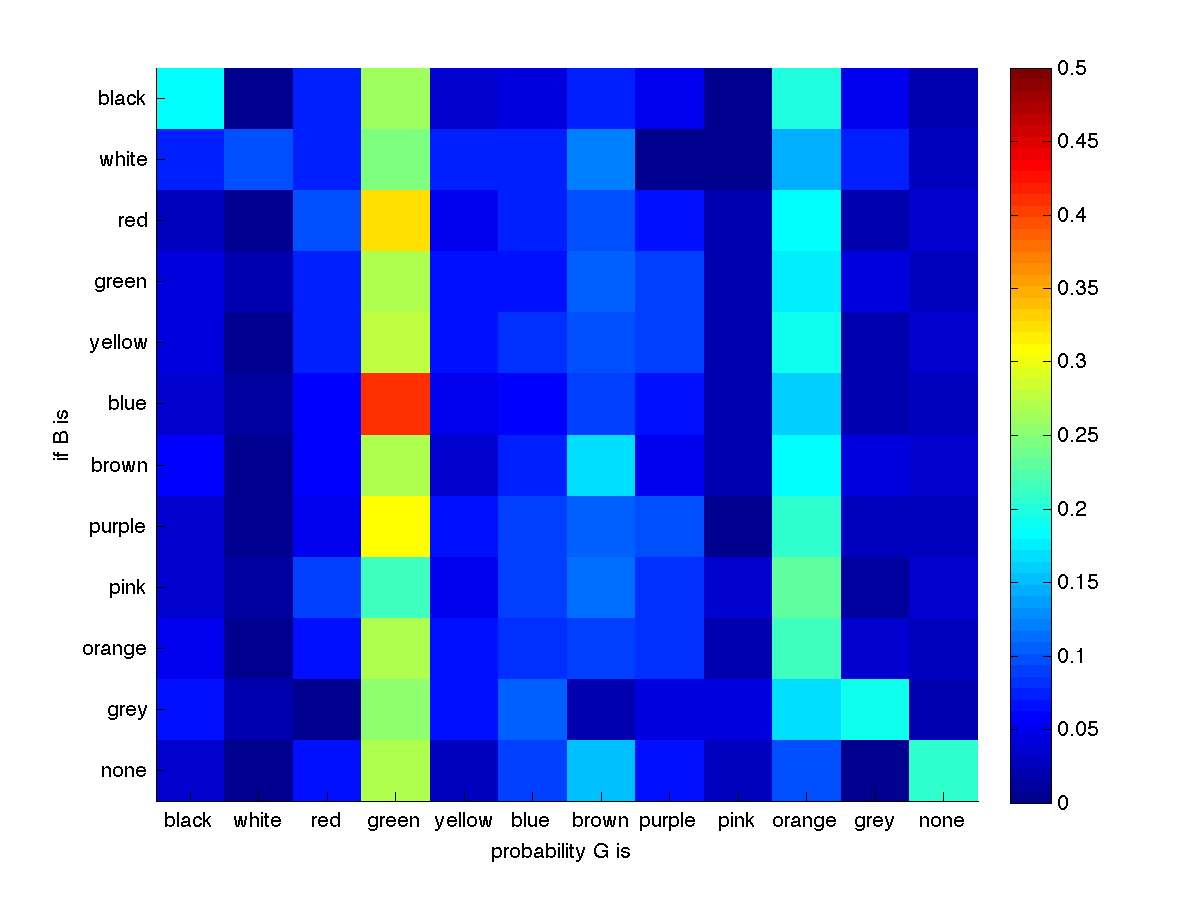 if B is
black
white
red
green
yellow
blue
brown
purple
pink
orange
grey
none
black white red green yellow blue brown purple pink orange grey none
probability G is
0.5
0.45
0.4
0.35
0.3
0.25
0.2
0.15
0.1
0.05
0